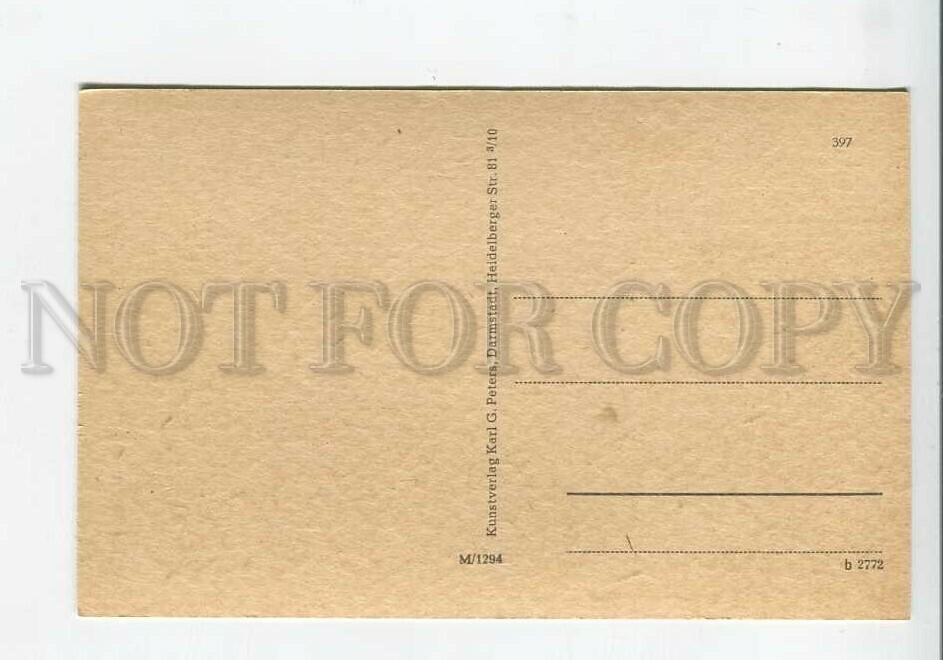 397
Kunstverlag Karl G. Peters, Darmstadt, Heidelberger Str. 81 3/10
NOT FOR COPY
M/1294
b 2772